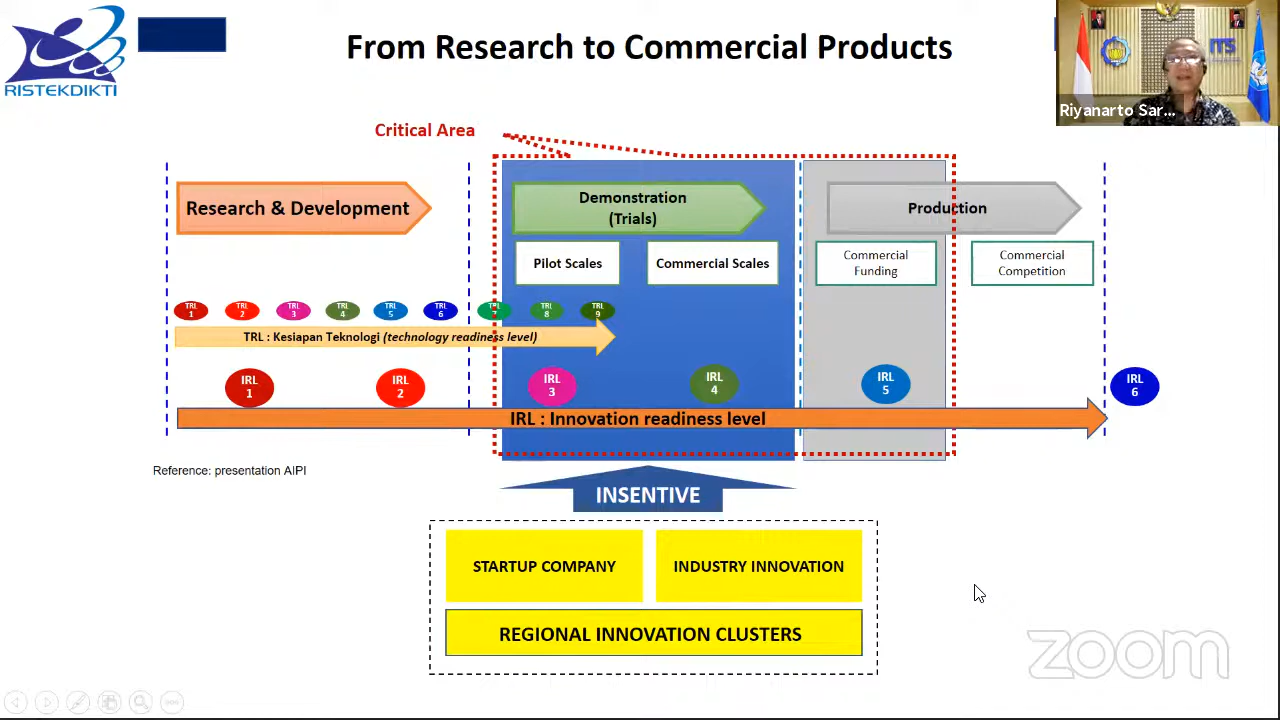 From Research to Commercial Products
RISTEKDIKTI
ITS
Riyanarto Sar...
Critical Area
Research & Development
Demonstration
(Trials)
Production
Pilot Scales
Commercial Scales
Commercial
Funding
Commercial
Competition
TRL
1
TRL
2
TRL
3
TRL
4
TRL
5
TRL
6
TRL
7
TRL
8
TRL
9
TRL : Kesiapan Teknologi (technology readiness level)
IRL
1
IRL
2
IRL
3
IRL
4
IRL
5
IRL
6
IRL : Innovation readiness level
Reference: presentation AIPI
INSENTIVE
STARTUP COMPANY
INDUSTRY INNOVATION
REGIONAL INNOVATION CLUSTERS
zoom